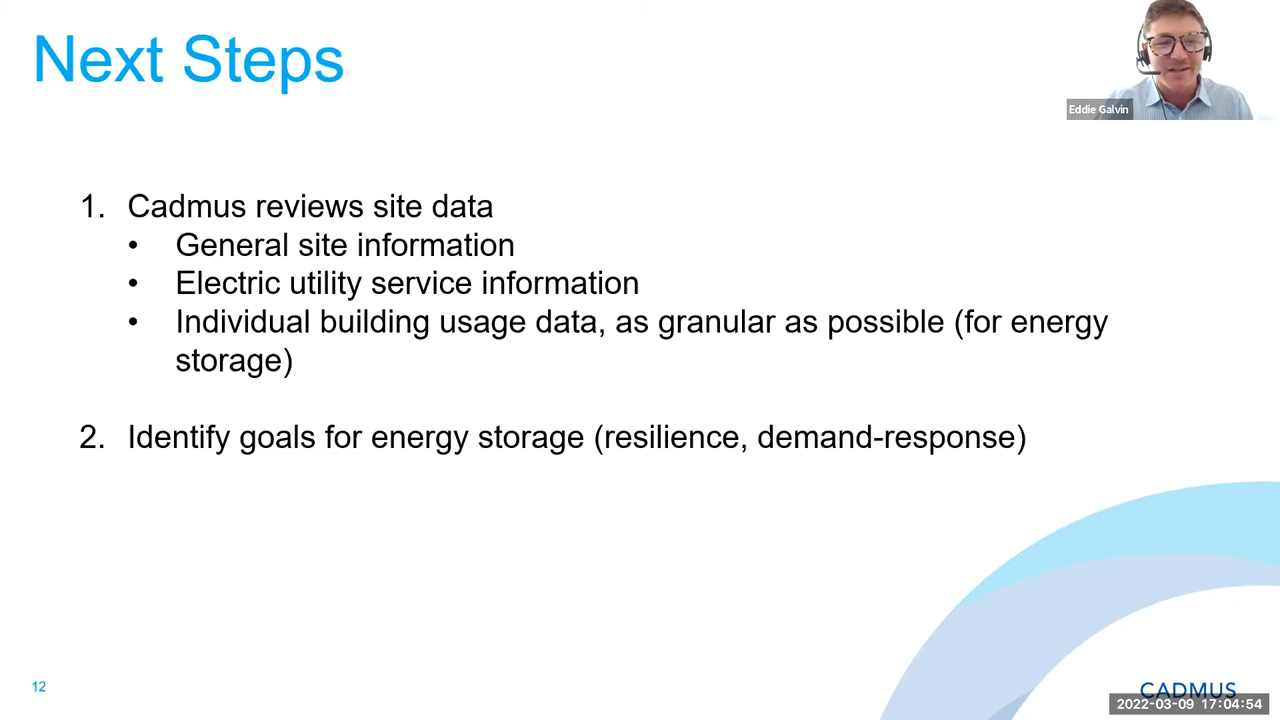 Next Steps
Eddie Galvin
1. Cadmus reviews site data
• General site information
• Electric utility service information
• Individual building usage data, as granular as possible (for energy
storage)
2. Identify goals for energy storage (resilience, demand-response)
12
CADMUS
2022-03-09 17:04:54